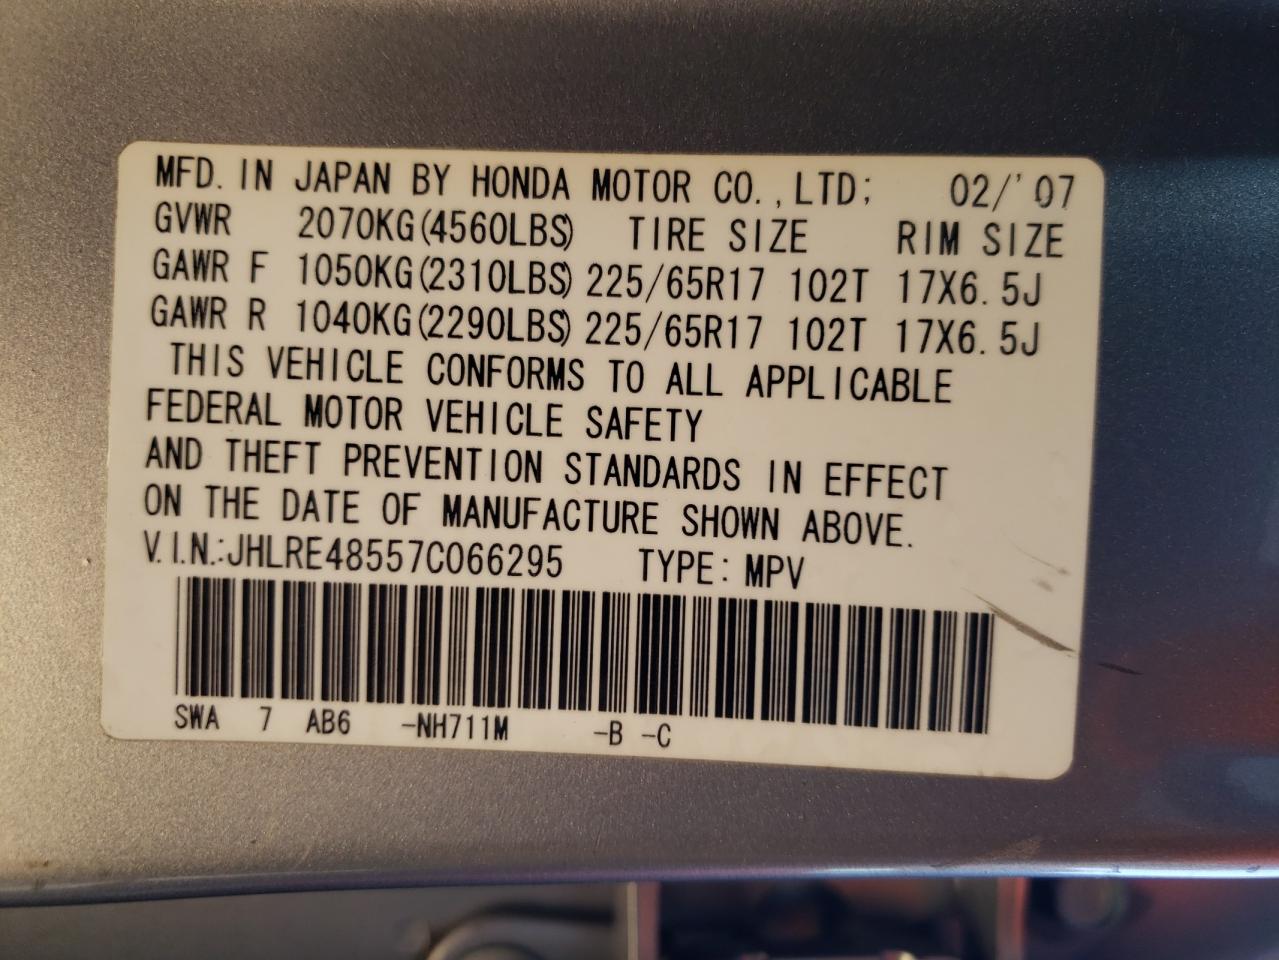 MFD. IN JAPAN BY HONDA MOTOR CO., LTD; 02/'07
GVWR 2070KG(4560LBS) TIRE SIZE RIM SIZE
GAWR F 1050KG(2310LBS) 225/65R17 102T 17X6.5J
GAWR R 1040KG(2290LBS) 225/65R17 102T 17X6.5J
THIS VEHICLE CONFORMS TO ALL APPLICABLE
FEDERAL MOTOR VEHICLE SAFETY
AND THEFT PREVENTION STANDARDS IN EFFECT
ON THE DATE OF MANUFACTURE SHOWN ABOVE.
V.I.N.:JHLRE48557C066295 TYPE: MPV
SWA 7 AB6 -NH711M -B -C